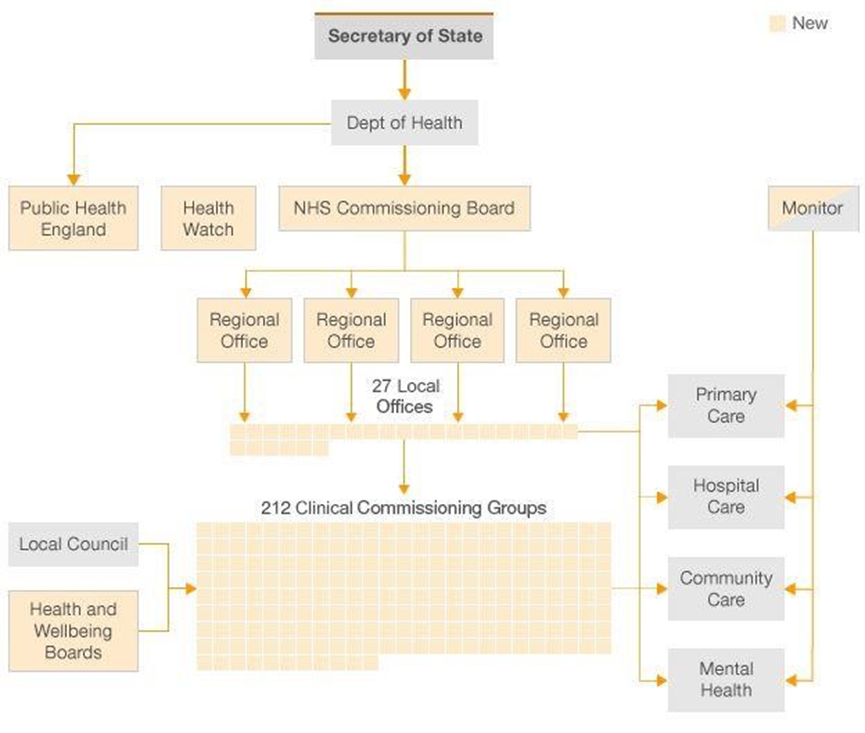 Secretary of State
New
Dept of Health
Public Health
England
Health
Watch
NHS Commissioning Board
Monitor
Regional
Office
Regional
Office
Regional
Office
Regional
Office
27 Local
Offices
Primary
Care
Hospital
Care
212 Clinical Commissioning Groups
Local Council
Community
Care
Health and
Wellbeing
Boards
Mental
Health